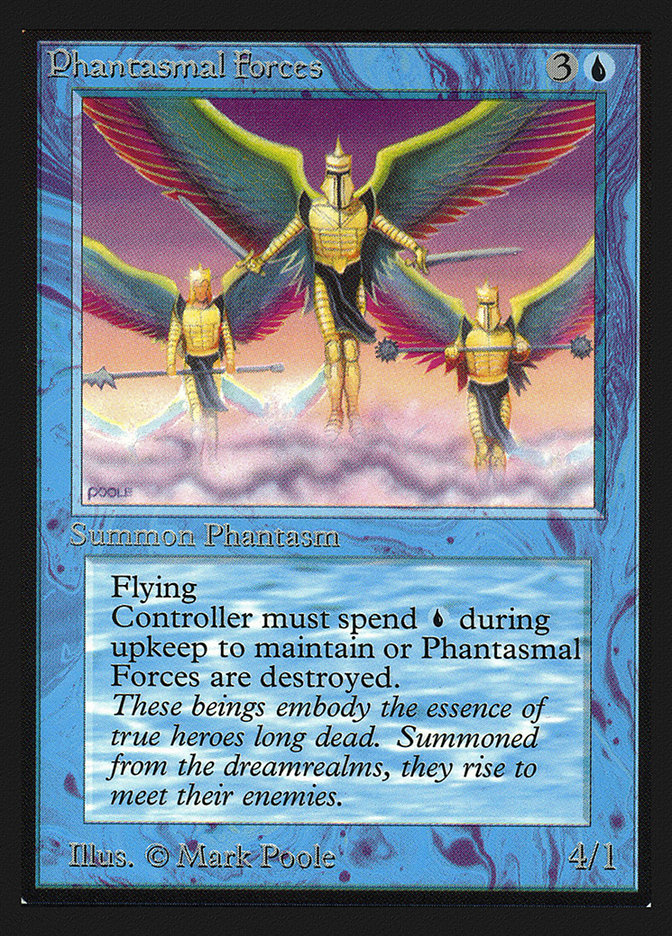 Phantasmal Forces 3
POOLE
Summon Phantasm
Flying
Controller must spend during
upkeep to maintain or Phantasmal
Forces are destroyed.
These beings embody the essence of
true heroes long dead. Summoned
from the dreamrealms, they rise to
meet their enemies.
Illus. © Mark Poole 4/1